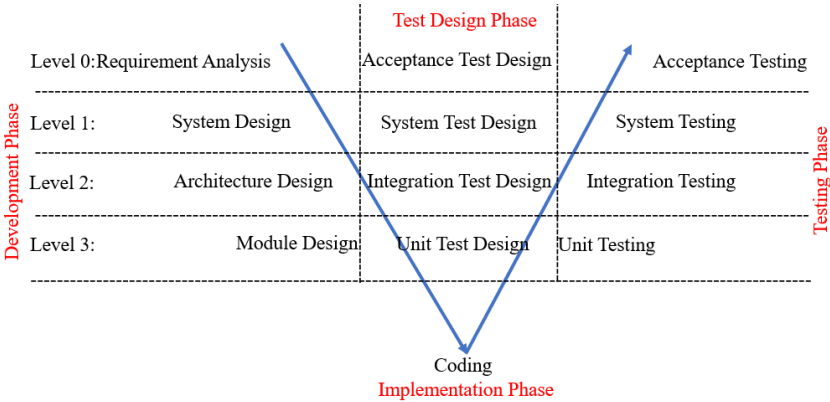 Test Design Phase
Level 0:Requirement Analysis Acceptance Test Design Acceptance Testing
Level 1: System Design System Test Design System Testing
Level 2: Architecture Design Integration Test Design Integration Testing
Level 3: Module Design Unit Test Design Unit Testing
Development Phase
Testing Phase
Coding
Implementation Phase